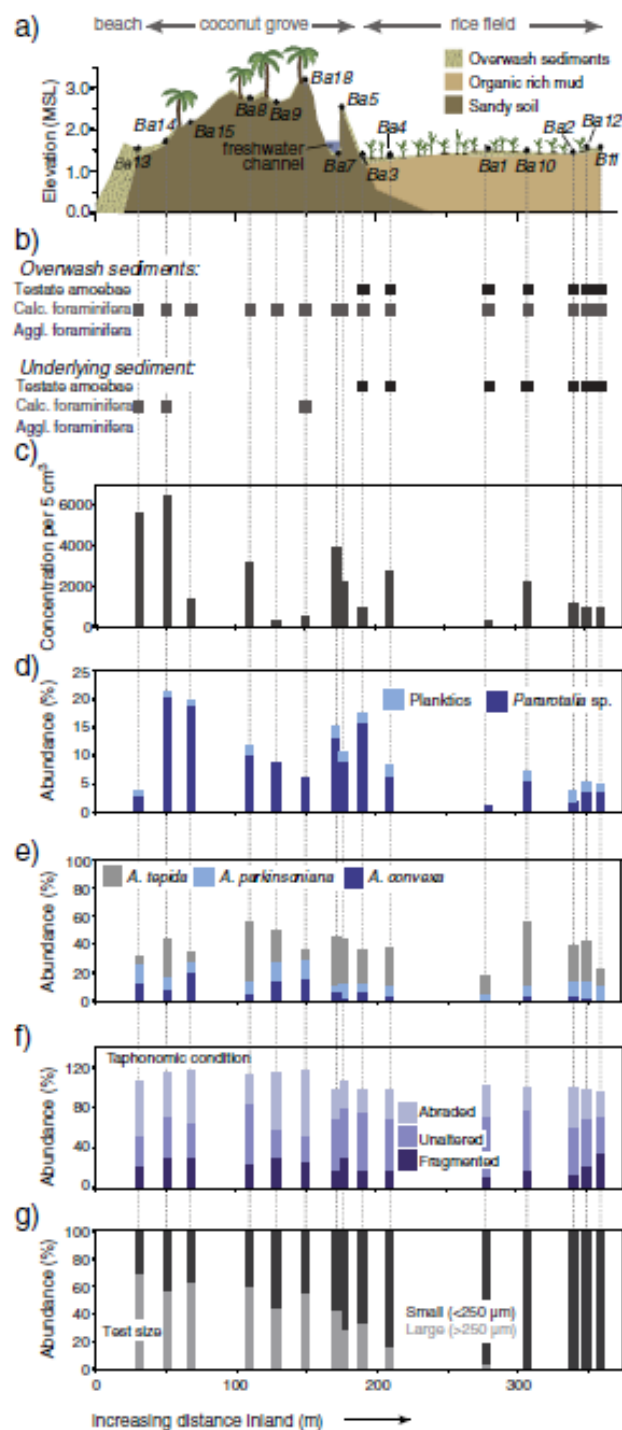 a)
beach
coconut grove
rice field
Overwash sediments
Organic rich mud
Sandy soil
Elevation (MSL)
3.0
2.0
1.0
0.0
Ba13
Ba14
Ba15
Ba8
Ba9
Ba18
Ba5
freshwater
channel
Ba7
Ba3
Ba4
Ba1
Ba10
Ba2
Ba12
B11
b)
Overwash sediments:
Testate amoebae
Calc. foraminifera
Aggl. foraminifera
Underlying sediment:
Testate amoebae
Calc. foraminifera
Aggl. foraminifera
c)
Concentration per 5 cm³
6000
4000
2000
0
d)
Abundance (%)
25
20
15
10
5
0
Planktics
Pararotalia sp.
e)
Abundance (%)
100
80
60
40
20
0
A. tepida
A. parkinsoniana
A. convexa
f)
Abundance (%)
120
80
40
0
Taphonomic condition
Abraded
Unaltered
Fragmented
g)
Abundance (%)
100
80
60
40
20
0
Test size
Small (<250 µm)
Large (>250 µm)
0
100
200
300
Increasing distance Inland (m)